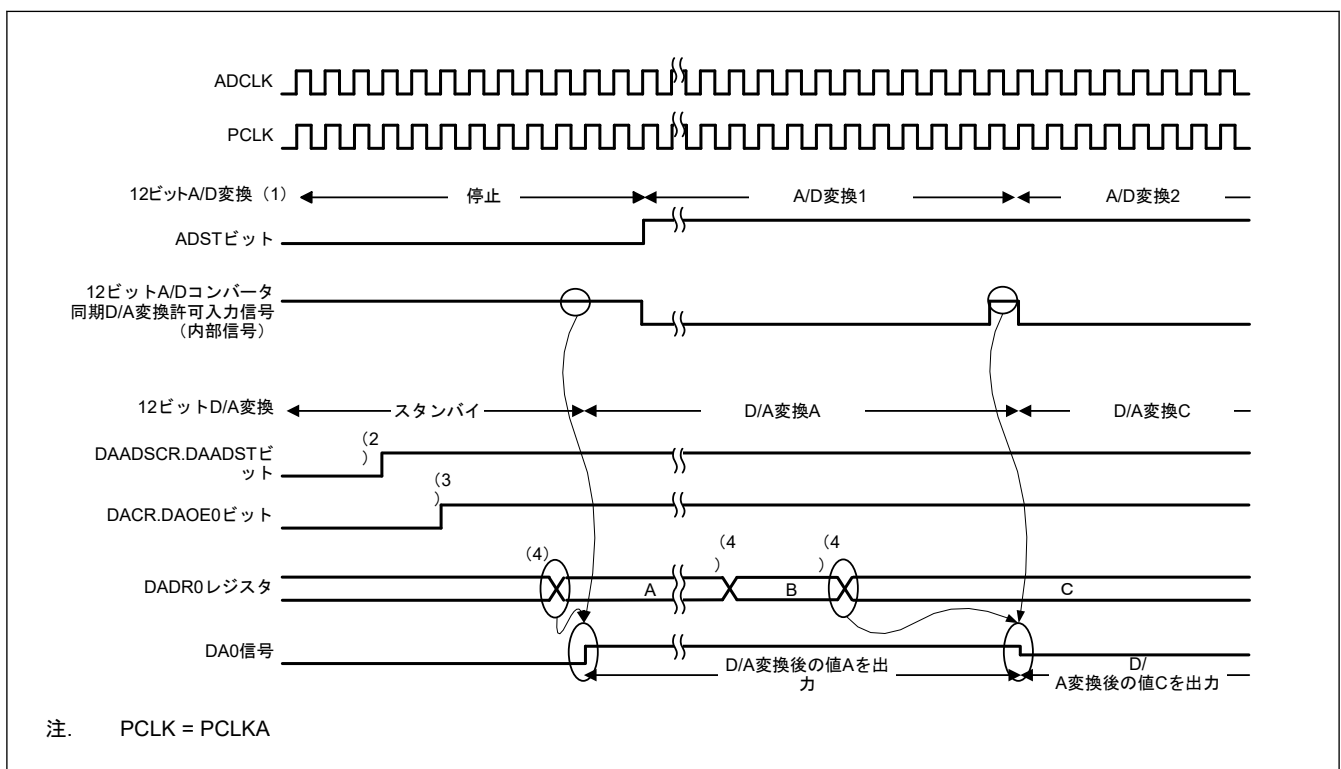 ADCLK
PCLK
12ビットA/D変換（1）
停止
A/D変換1
A/D変換2
ADSTビット
12ビットA/Dコンバータ
同期D/A変換許可入力信号
（内部信号）
12ビットD/A変換
スタンバイ
D/A変換A
D/A変換C
（2
）
DAADSCR.DAADSTビ
ット
（3
）
DACR.DAOE0ビット
（4）
（4
）
（4
）
DADR0レジスタ
A
B
C
DA0信号
D/A変換後の値Aを出
力
D/
A変換後の値Cを出力
注. PCLK = PCLKA